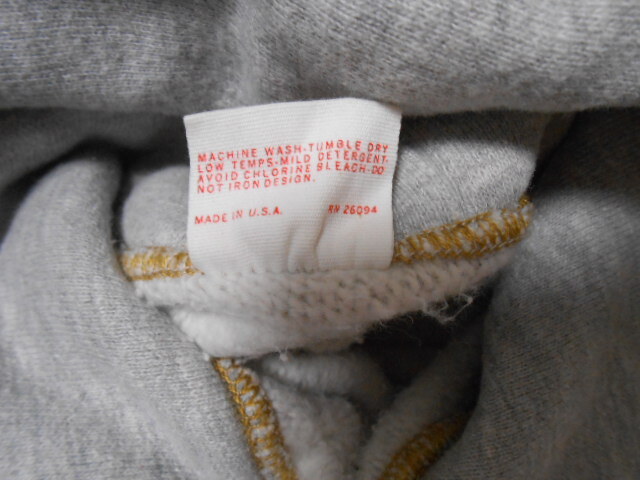 MACHINE WASH-TUMBLE DRY
LOW TEMPS-MILD DETERGENT-
AVOID CHLORINE BLEACH-DO
NOT IRON DESIGN.
MADE IN U.S.A. RN 26094